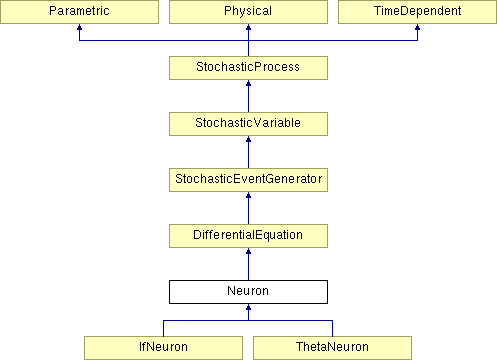 Parametric Physical TimeDependent
StochasticProcess
StochasticVariable
StochasticEventGenerator
DifferentialEquation
Neuron
IfNeuron ThetaNeuron